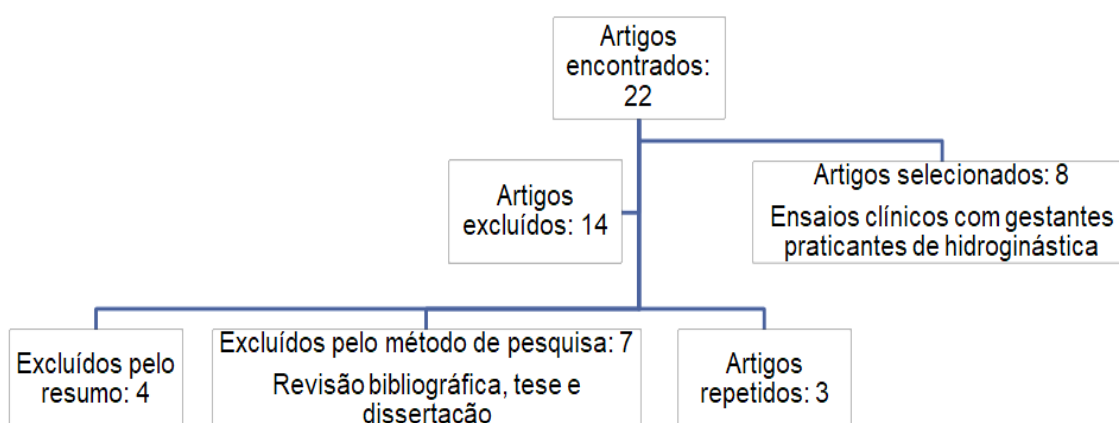 Artigos
encontrados:
22
Artigos
excluídos: 14
Artigos selecionados: 8
Ensaios clínicos com gestantes
praticantes de hidroginástica
Excluídos pelo
resumo: 4
Excluídos pelo método de pesquisa: 7
Revisão bibliográfica, tese e
dissertação
Artigos
repetidos: 3